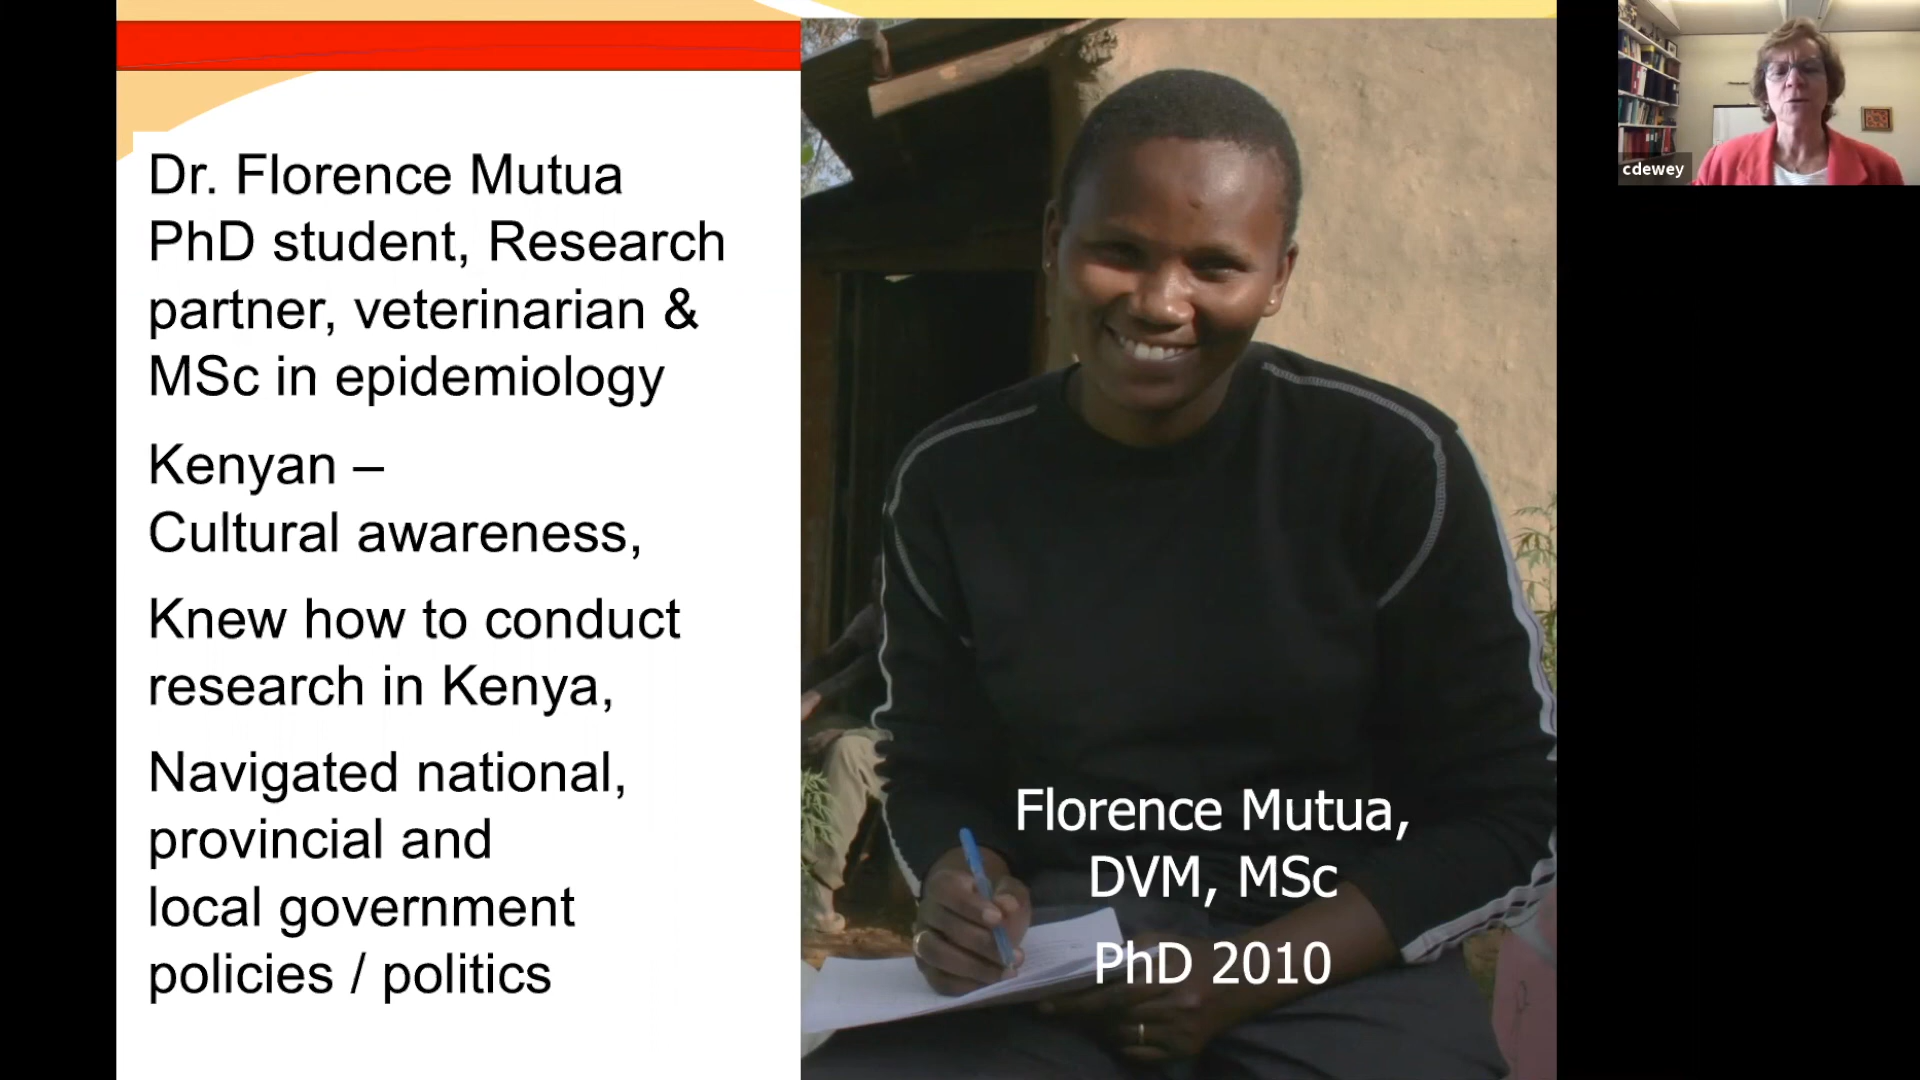 Dr. Florence Mutua
PhD student, Research
partner, veterinarian &
MSc in epidemiology
Kenyan –
Cultural awareness,
Knew how to conduct
research in Kenya,
Navigated national,
provincial and
local government
policies / politics
Florence Mutua,
DVM, MSc
PhD 2010
cdewey